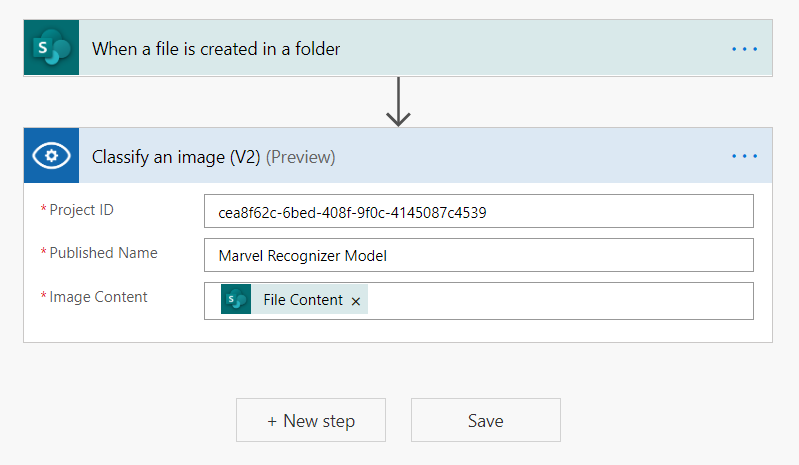 S When a file is created in a folder ...
Classify an image (V2) (Preview) ...
*Project ID cea8f62c-6bed-408f-9f0c-4145087c4539
*Published Name Marvel Recognizer Model
*Image Content S File Content ×
+ New step Save